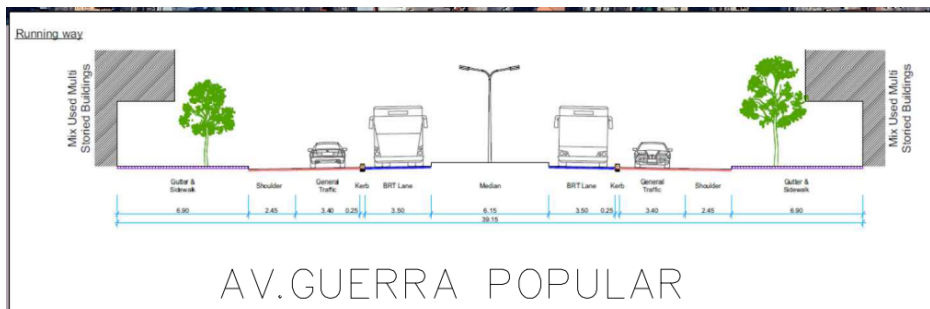 Running way
Mix Used Multi
Storied Buildings
Mix Used Multi
Storied Buildings
Gutter &
Sidewalk
Shoulder
General
Traffic
Kerb
BRT Lane
Median
BRT Lane
Kerb
General
Traffic
Shoulder
Gutter &
Sidewalk
6.90 2.45 3.40 0.25 3.50 6.15 3.50 0.25 3.40 2.45 6.90
39.15
AV.GUERRA POPULAR